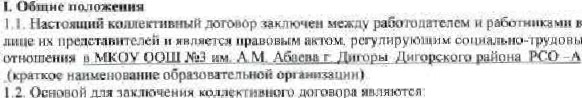 I. Общие положения
1.1. Настоящий коллективный договор заключен между работодателем и работниками в
лице их представителей и является правовым актом, регулирующим социально-трудовы
отношения в МКОУ ООШ №3 им. А.М. Абаева г. Дигоры Дигорского района РСО –А
(краткое наименование образовательной организации)
1.2. Основой для заключения коллективного договора являются: